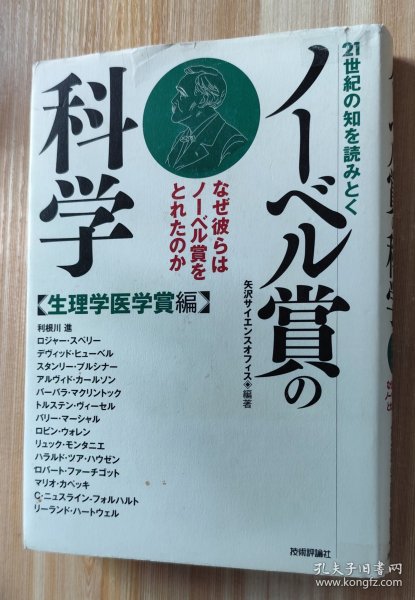 21世紀の知を読みとく
ノーベル賞の
科学
なぜ彼らは
ノーベル賞を
とれたのか
【生理学医学賞編】
矢沢サイエンスオフィス◆編著
利根川 進
ロジャー・スペリー
デヴィッド・ヒューベル
スタンリー・プルシナー
アルヴィド・カールソン
バーバラ・マクリントック
トルステン・ヴィーセル
バリー・マーシャル
ロビン・ウォレン
リュック・モンタニエ
ハラルド・ツア・ハウゼン
ロバート・ファーチゴット
マリオ・カペッキ
C・ニュスライン-フォルハルト
リーランド・ハートウェル
技術評論社
孔夫子旧书网
www.kongfz.com